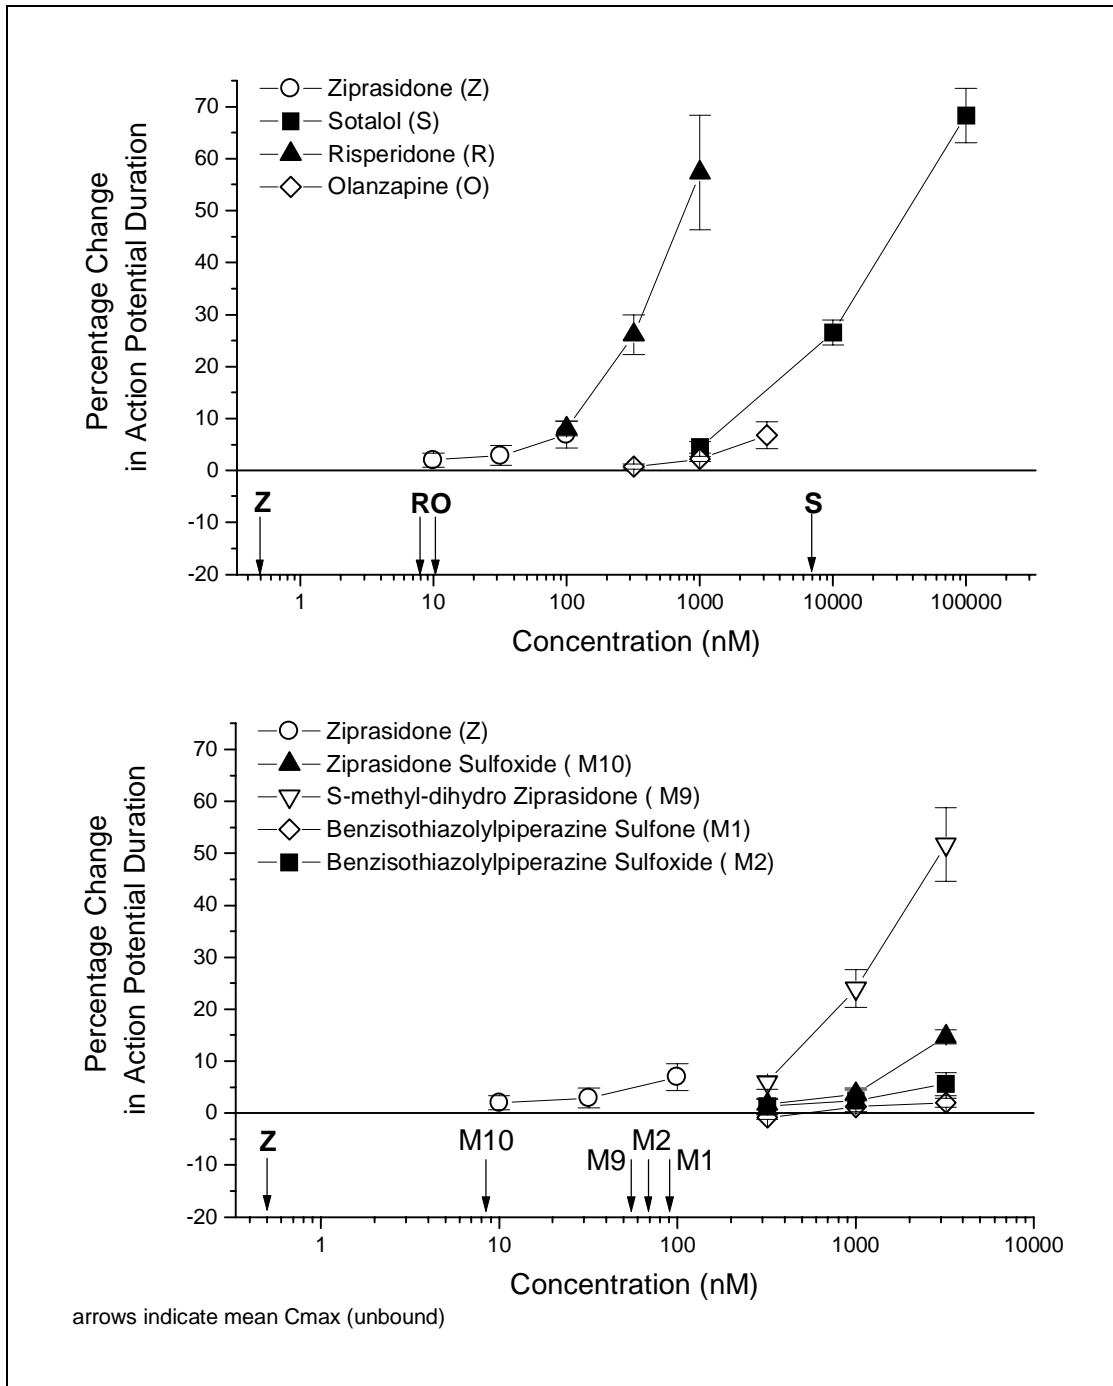 Ziprasidone (Z)
Sotalol (S)
Risperidone (R)
Olanzapine (O)
Percentage Change
in Action Potential Duration
70
60
50
40
30
20
10
0
-10
-20
Z
R
O
S
1
10
100
1000
10000
100000
Concentration (nM)
Ziprasidone (Z)
Ziprasidone Sulfoxide ( M10)
S-methyl-dihydro Ziprasidone ( M9)
Benzisothiazolylpiperazine Sulfone (M1)
Benzisothiazolylpiperazine Sulfoxide ( M2)
Percentage Change
in Action Potential Duration
70
60
50
40
30
20
10
0
-10
-20
Z
M10
M9
M2
M1
1
10
100
1000
10000
Concentration (nM)
arrows indicate mean Cmax (unbound)